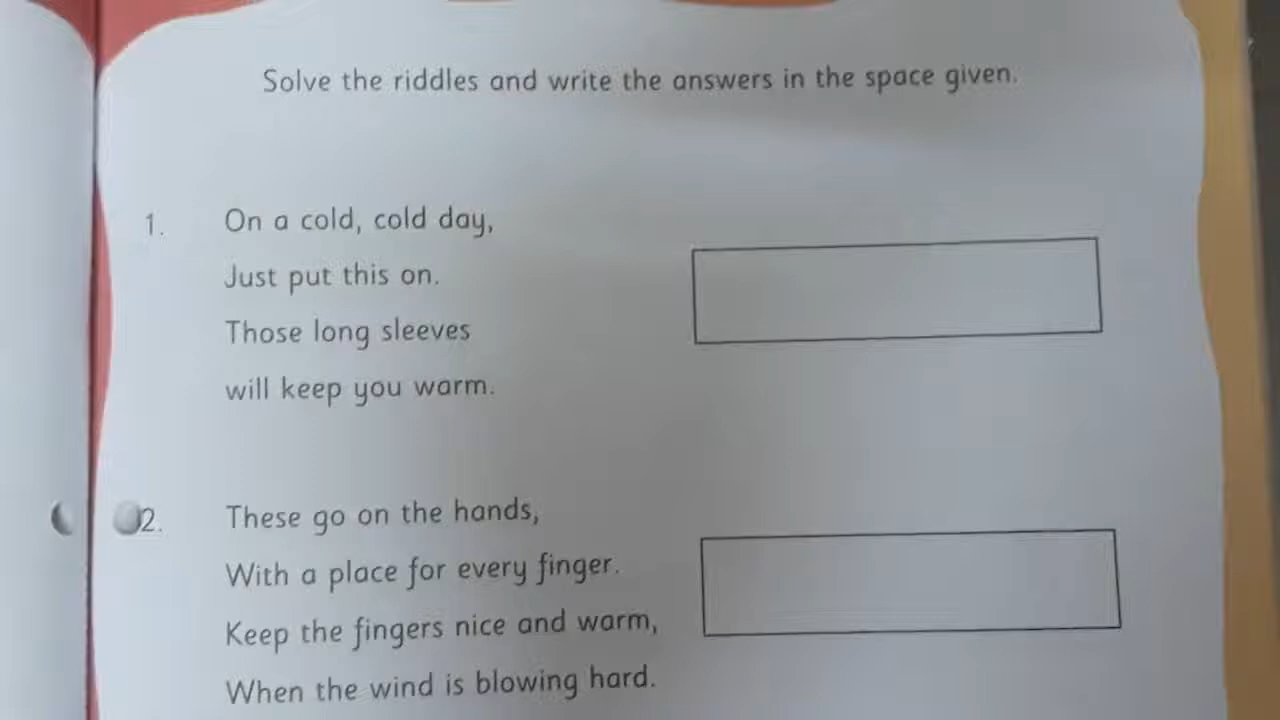 Solve the riddles and write the answers in the space given.
1. On a cold, cold day,
Just put this on.
Those long sleeves
will keep you warm.
2. These go on the hands,
With a place for every finger.
Keep the fingers nice and warm,
When the wind is blowing hard.